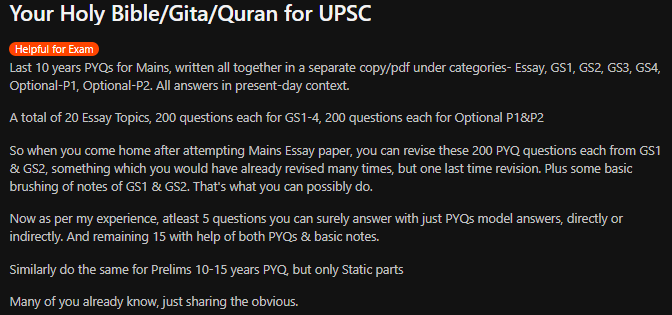 Your Holy Bible/Gita/Quran for UPSC
Helpful for Exam
Last 10 years PYQs for Mains, written all together in a separate copy/pdf under categories- Essay, GS1, GS2, GS3, GS4,
Optional-P1, Optional-P2. All answers in present-day context.
A total of 20 Essay Topics, 200 questions each for GS1-4, 200 questions each for Optional P1&P2
So when you come home after attempting Mains Essay paper, you can revise these 200 PYQ questions each from GS1
& GS2, something which you would have already revised many times, but one last time revision. Plus some basic
brushing of notes of GS1 & GS2. That's what you can possibly do.
Now as per my experience, atleast 5 questions you can surely answer with just PYQs model answers, directly or
indirectly. And remaining 15 with help of both PYQs & basic notes.
Similarly do the same for Prelims 10-15 years PYQ, but only Static parts
Many of you already know, just sharing the obvious.